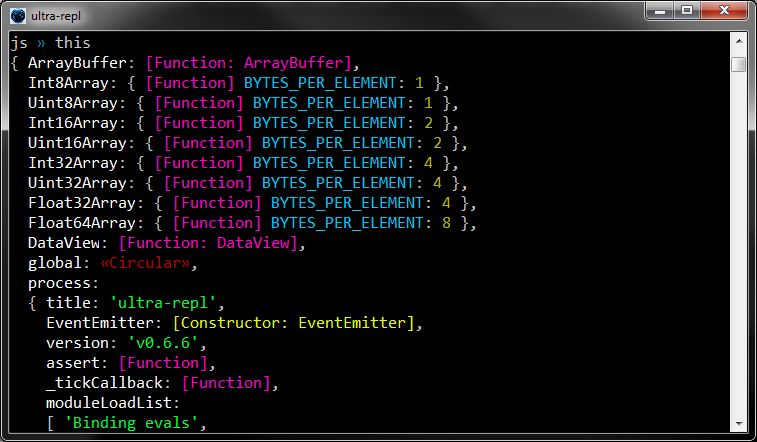 ultra-repl
js » this
{ ArrayBuffer: [Function: ArrayBuffer],
  Int8Array: { [Function] BYTES_PER_ELEMENT: 1 },
  Uint8Array: { [Function] BYTES_PER_ELEMENT: 1 },
  Int16Array: { [Function] BYTES_PER_ELEMENT: 2 },
  Uint16Array: { [Function] BYTES_PER_ELEMENT: 2 },
  Int32Array: { [Function] BYTES_PER_ELEMENT: 4 },
  Uint32Array: { [Function] BYTES_PER_ELEMENT: 4 },
  Float32Array: { [Function] BYTES_PER_ELEMENT: 4 },
  Float64Array: { [Function] BYTES_PER_ELEMENT: 8 },
  DataView: [Function: DataView],
  global: «Circular»,
  process:
  { title: 'ultra-repl',
    EventEmitter: [Constructor: EventEmitter],
    version: 'v0.6.6',
    assert: [Function],
    _tickCallback: [Function],
    moduleLoadList:
    [ 'Binding evals',